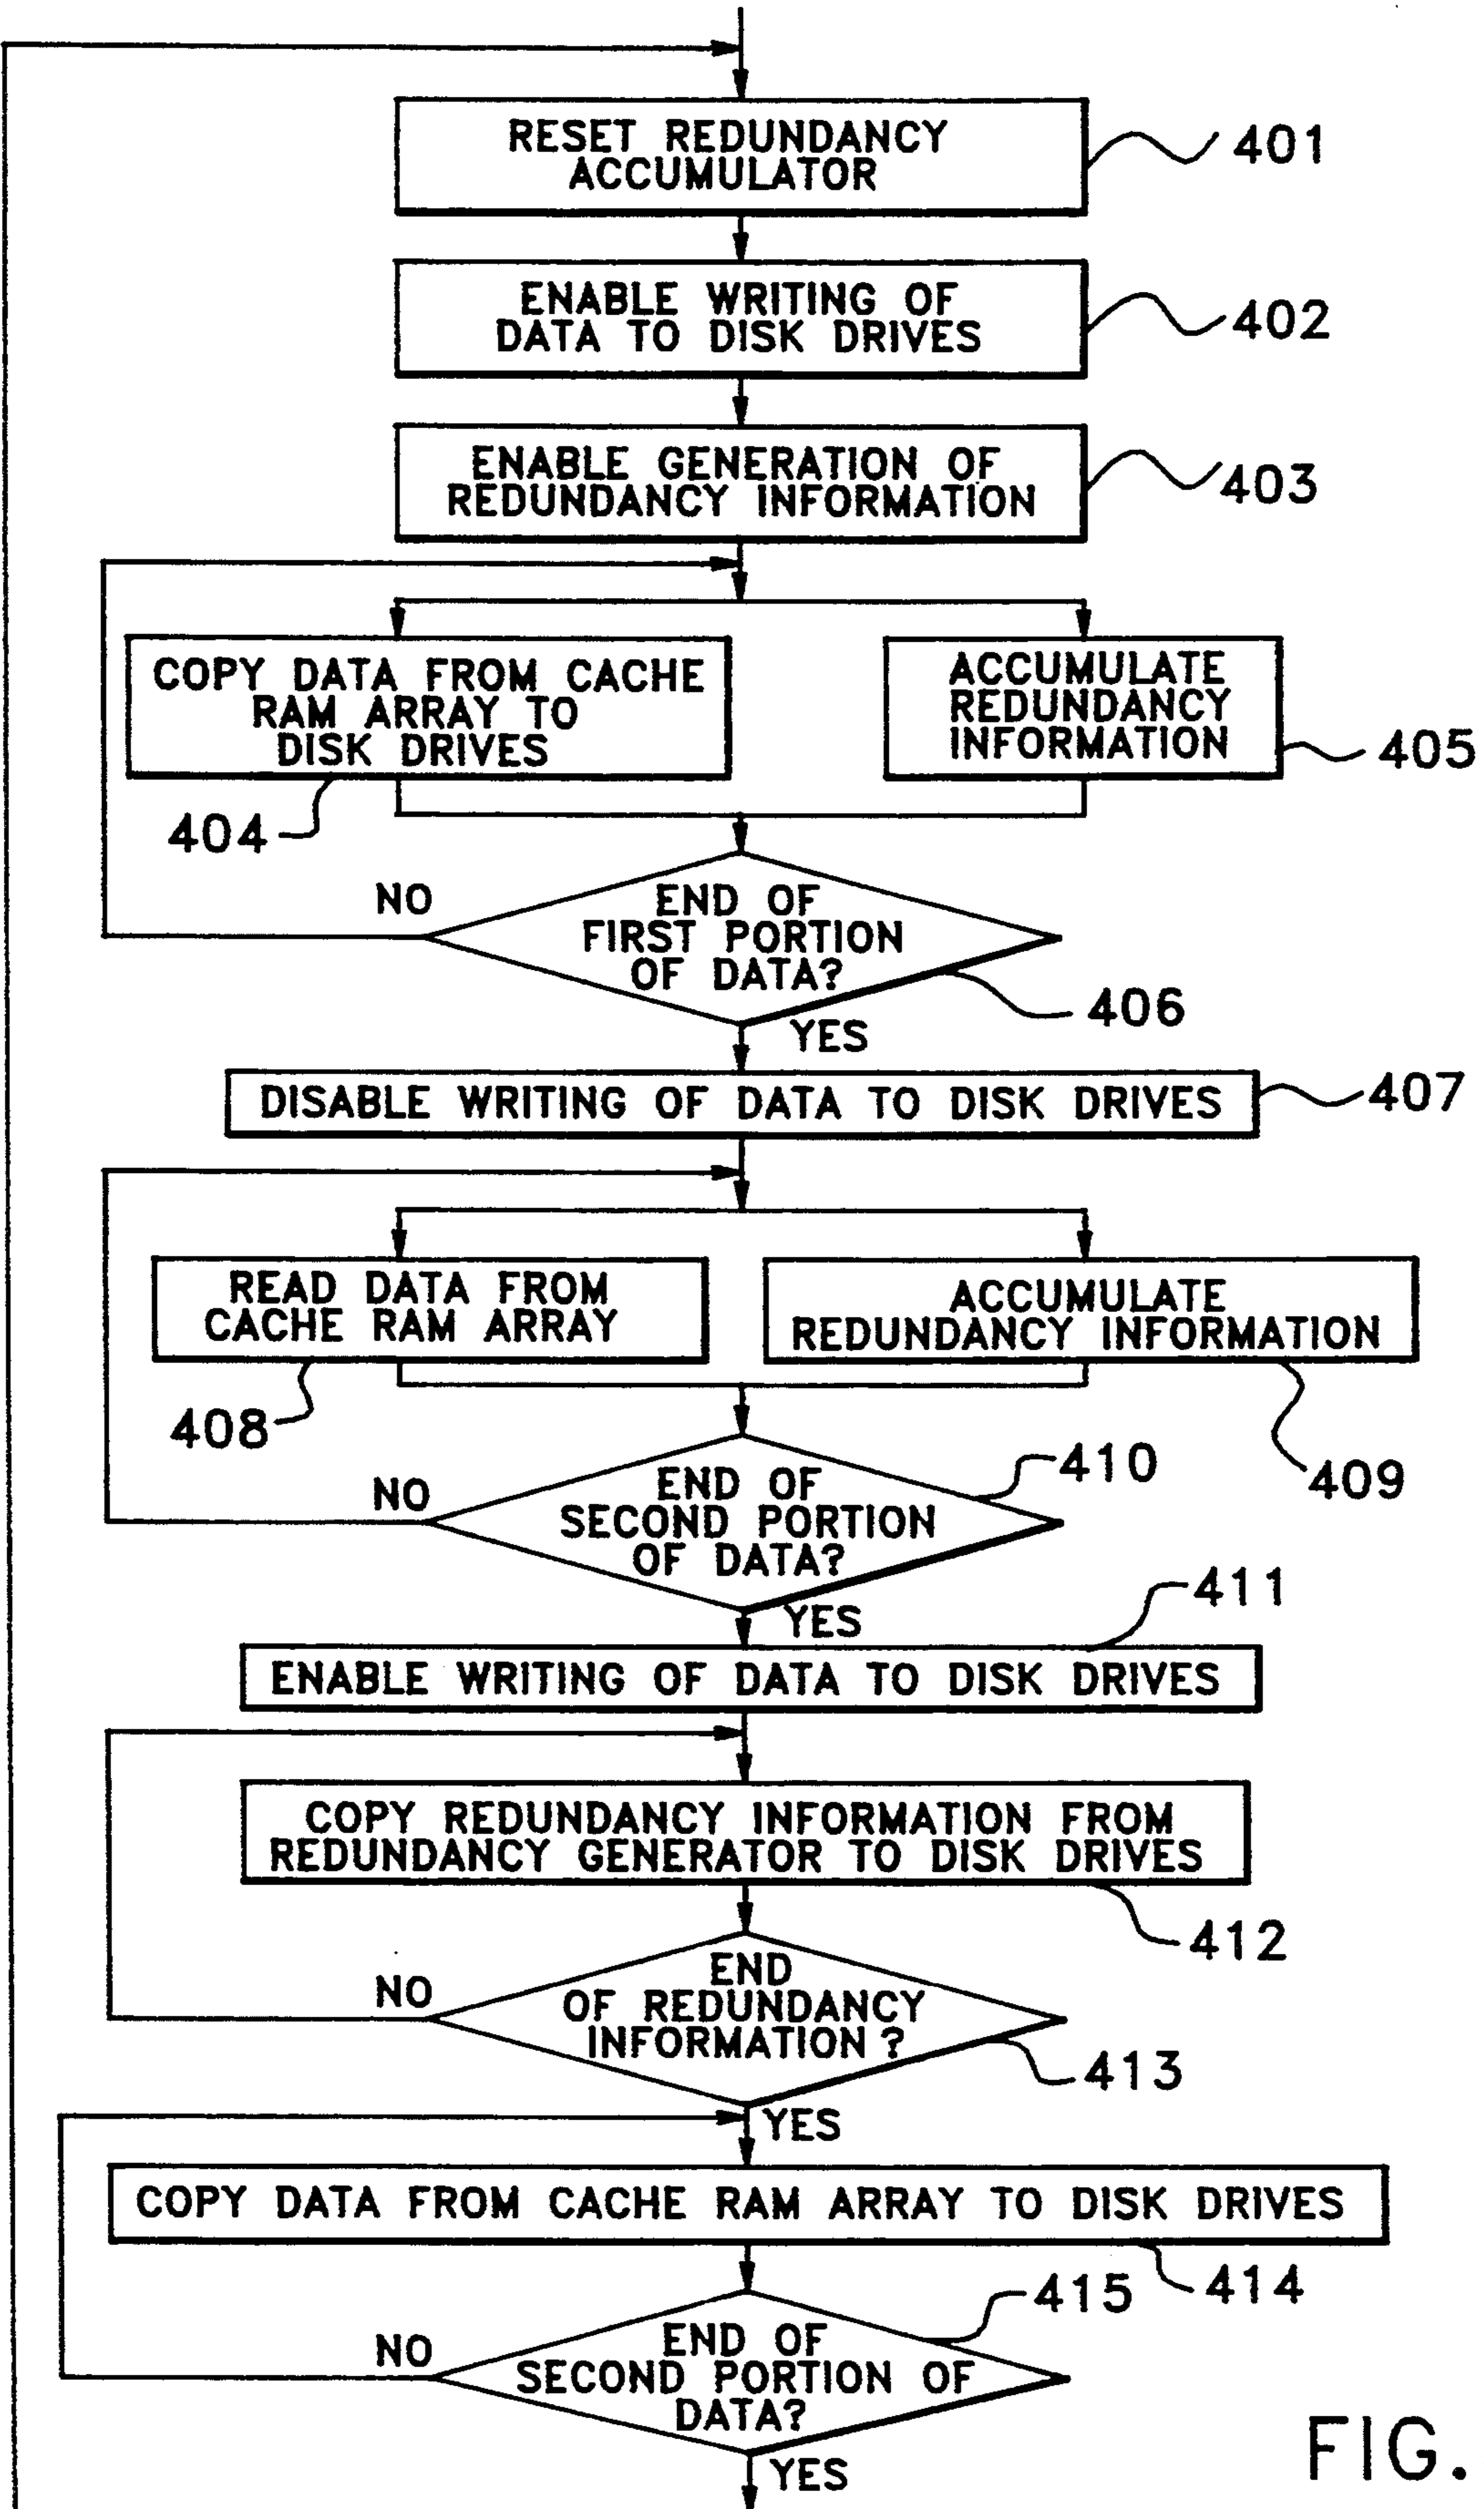 RESET REDUNDANCY
ACCUMULATOR
401
ENABLE WRITING OF
DATA TO DISK DRIVES
402
ENABLE GENERATION OF
REDUNDANCY INFORMATION
403
COPY DATA FROM CACHE
RAM ARRAY TO
DISK DRIVES
404
ACCUMULATE
REDUNDANCY
INFORMATION
405
NO
END OF
FIRST PORTION
OF DATA?
406
YES
DISABLE WRITING OF DATA TO DISK DRIVES
407
READ DATA FROM
CACHE RAM ARRAY
408
ACCUMULATE
REDUNDANCY INFORMATION
409
NO
END OF
SECOND PORTION
OF DATA?
410
YES
411
ENABLE WRITING OF DATA TO DISK DRIVES
COPY REDUNDANCY INFORMATION FROM
REDUNDANCY GENERATOR TO DISK DRIVES
412
NO
END
OF REDUNDANCY
INFORMATION ?
413
YES
COPY DATA FROM CACHE RAM ARRAY TO DISK DRIVES
414
415
NO
END OF
SECOND PORTION OF
DATA?
YES
FIG.